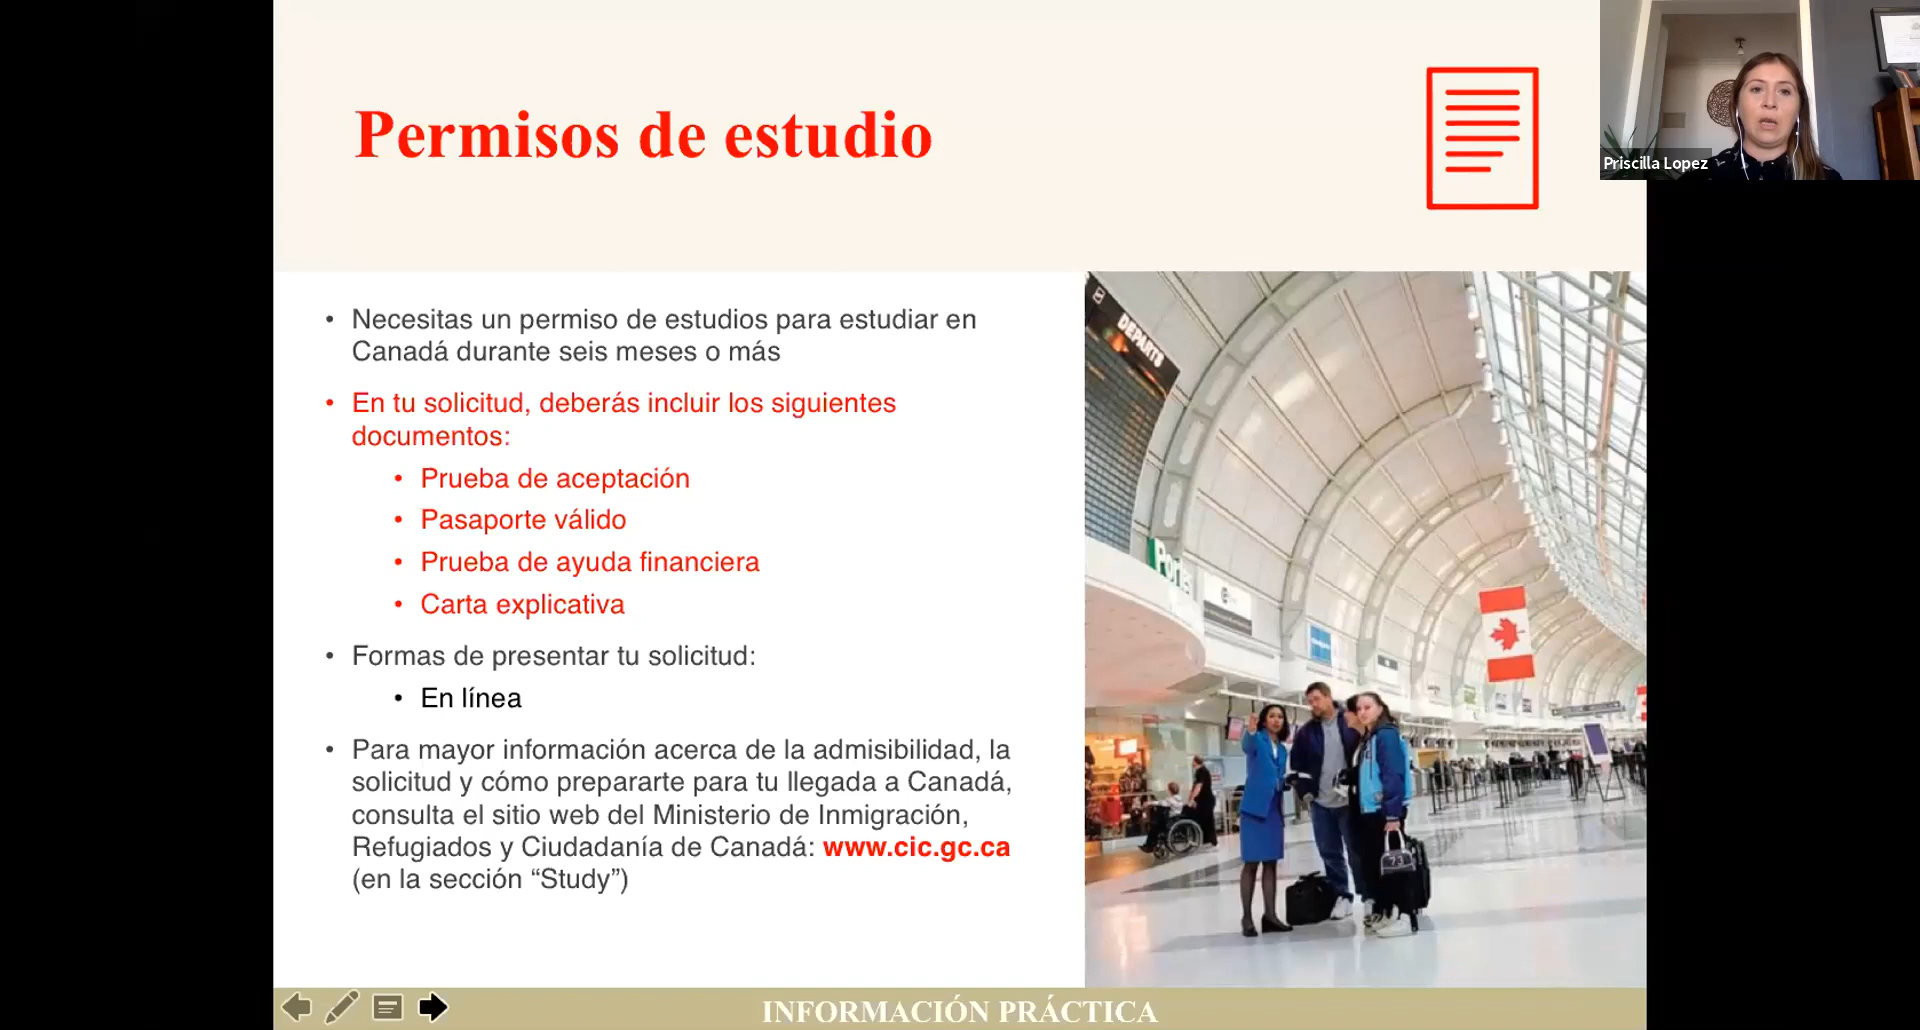 Permisos de estudio
Priscilla Lopez
• Necesitas un permiso de estudios para estudiar en
Canadá durante seis meses o más
• En tu solicitud, deberás incluir los siguientes
documentos:
• Prueba de aceptación
• Pasaporte válido
• Prueba de ayuda financiera
• Carta explicativa
• Formas de presentar tu solicitud:
• En línea
• Para mayor información acerca de la admisibilidad, la
solicitud y cómo prepararte para tu llegada a Canadá,
consulta el sitio web del Ministerio de Inmigración,
Refugiados y Ciudadanía de Canadá: www.cic.gc.ca
(en la sección “Study”)
DEPARTS
73
INFORMACIÓN PRÁCTICA